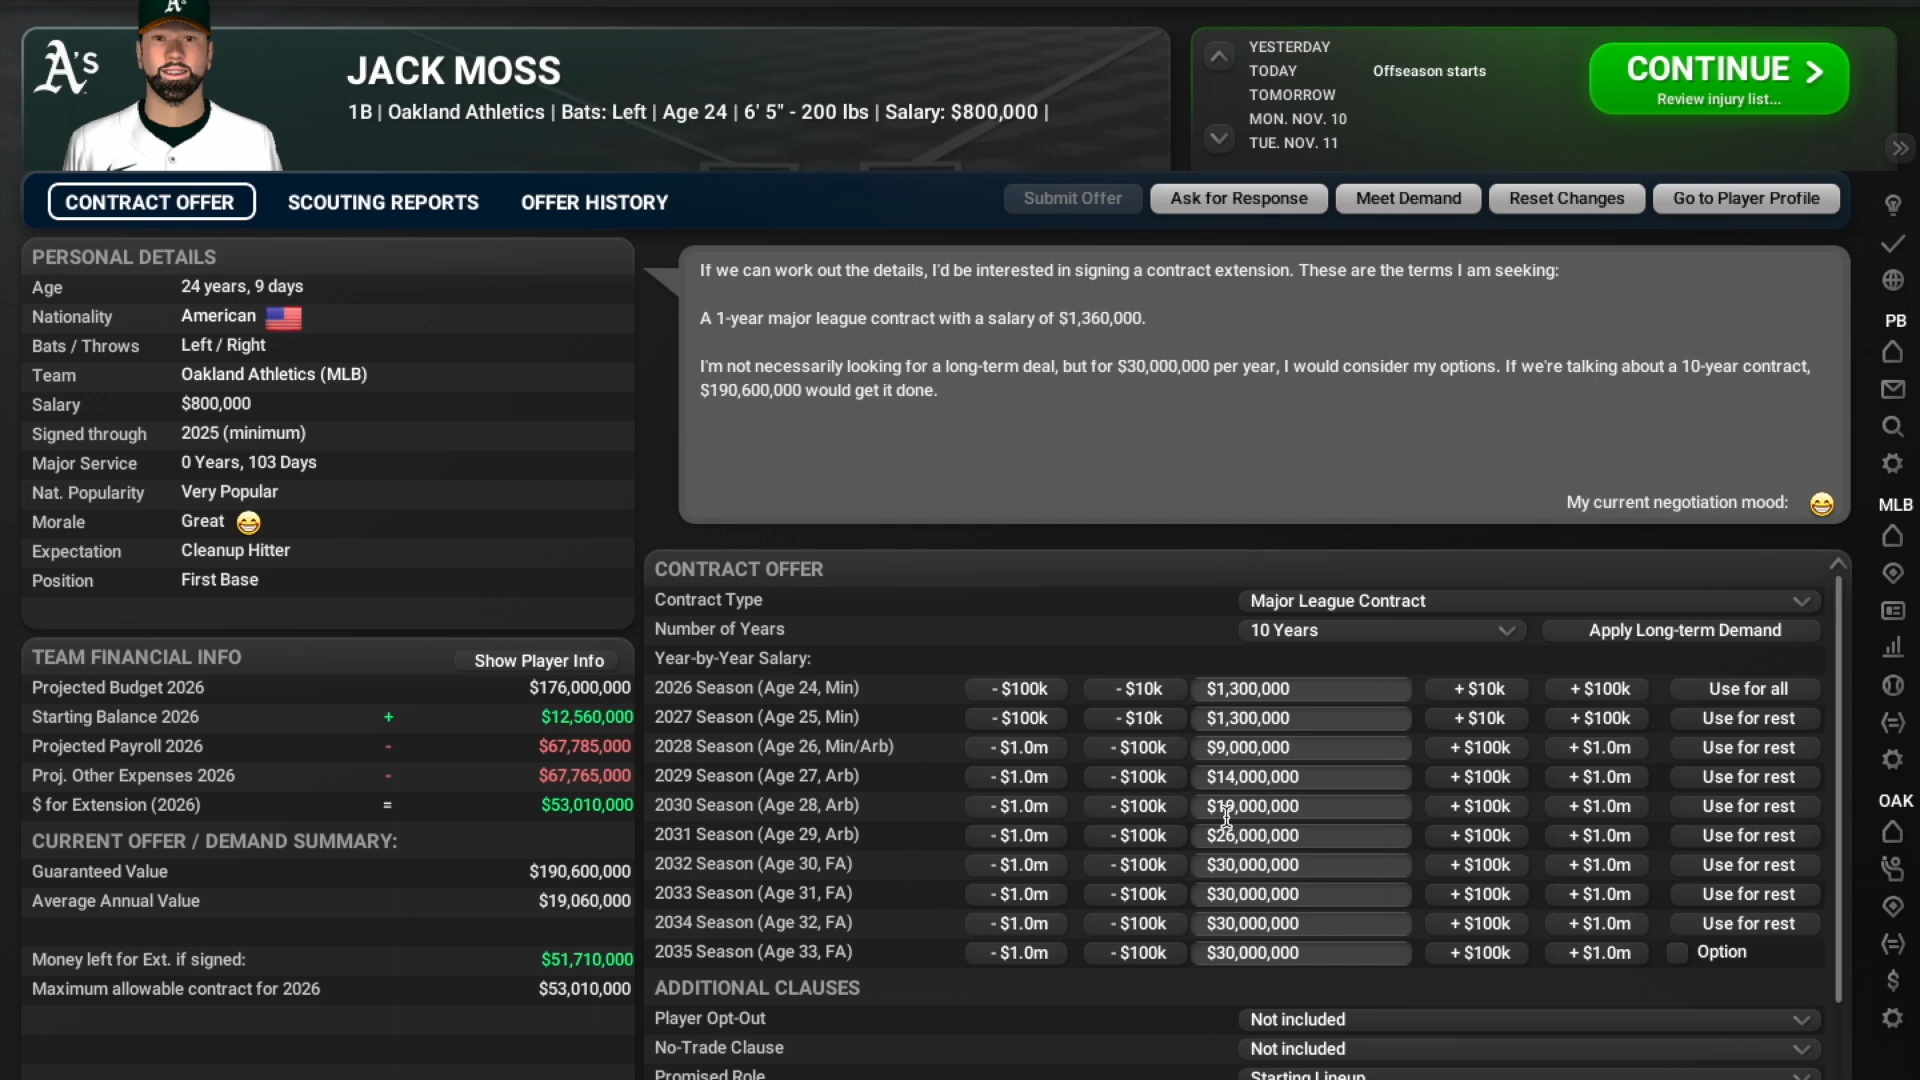 A's
A'S
JACK MOSS
1B | Oakland Athletics | Bats: Left | Age 24 | 6' 5" - 200 lbs | Salary: $800,000 |
YESTERDAY
TODAY Offseason starts
TOMORROW
MON. NOV. 10
TUE. NOV. 11
CONTINUE
Review injury list...
CONTRACT OFFER SCOUTING REPORTS OFFER HISTORY
Submit Offer Ask for Response Meet Demand Reset Changes Go to Player Profile
PERSONAL DETAILS
Age 24 years, 9 days
Nationality American
Bats / Throws Left / Right
Team Oakland Athletics (MLB)
Salary $800,000
Signed through 2025 (minimum)
Major Service 0 Years, 103 Days
Nat. Popularity Very Popular
Morale Great
Expectation Cleanup Hitter
Position First Base
If we can work out the details, I'd be interested in signing a contract extension. These are the terms I am seeking:
A 1-year major league contract with a salary of $1,360,000.
I'm not necessarily looking for a long-term deal, but for $30,000,000 per year, I would consider my options. If we're talking about a 10-year contract,
$190,600,000 would get it done.
My current negotiation mood:
TEAM FINANCIAL INFO Show Player Info
Projected Budget 2026 $176,000,000
Starting Balance 2026 + $12,560,000
Projected Payroll 2026 - $67,785,000
Proj. Other Expenses 2026 - $67,765,000
$ for Extension (2026) = $53,010,000
CURRENT OFFER / DEMAND SUMMARY:
Guaranteed Value $190,600,000
Average Annual Value $19,060,000
Money left for Ext. if signed: $51,710,000
Maximum allowable contract for 2026 $53,010,000
CONTRACT OFFER
Contract Type Major League Contract
Number of Years 10 Years Apply Long-term Demand
Year-by-Year Salary:
2026 Season (Age 24, Min) - $100k - $10k $1,300,000 + $10k + $100k Use for all
2027 Season (Age 25, Min) - $100k - $10k $1,300,000 + $10k + $100k Use for rest
2028 Season (Age 26, Min/Arb) - $1.0m - $100k $9,000,000 + $100k + $1.0m Use for rest
2029 Season (Age 27, Arb) - $1.0m - $100k $14,000,000 + $100k + $1.0m Use for rest
2030 Season (Age 28, Arb) - $1.0m - $100k $19,000,000 + $100k + $1.0m Use for rest
2031 Season (Age 29, Arb) - $1.0m - $100k $26,000,000 + $100k + $1.0m Use for rest
2032 Season (Age 30, FA) - $1.0m - $100k $30,000,000 + $100k + $1.0m Use for rest
2033 Season (Age 31, FA) - $1.0m - $100k $30,000,000 + $100k + $1.0m Use for rest
2034 Season (Age 32, FA) - $1.0m - $100k $30,000,000 + $100k + $1.0m Use for rest
2035 Season (Age 33, FA) - $1.0m - $100k $30,000,000 + $100k + $1.0m Option
ADDITIONAL CLAUSES
Player Opt-Out Not included
No-Trade Clause Not included
Promised Role Starting Lineup
PB
MLB
OAK